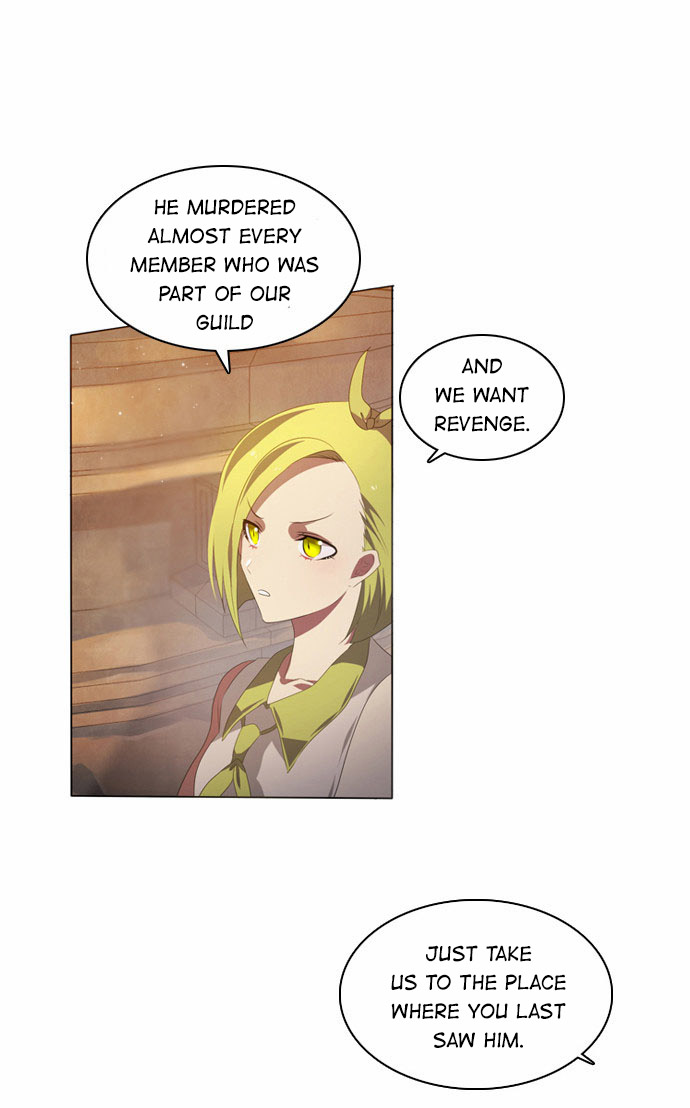 HE MURDERED
ALMOST EVERY
MEMBER WHO WAS
PART OF OUR
GUILD
AND
WE WANT
REVENGE.
JUST TAKE
US TO THE PLACE
WHERE YOU LAST
SAW HIM.